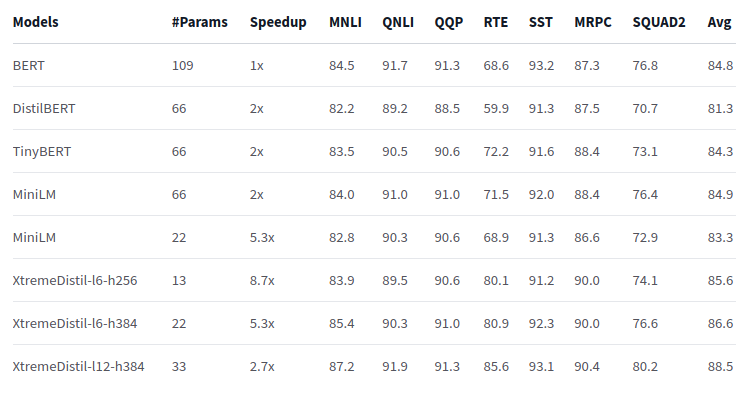 Models #Params Speedup MNLI QNLI QQP RTE SST MRPC SQUAD2 Avg
BERT 109 1x 84.5 91.7 91.3 68.6 93.2 87.3 76.8 84.8
DistilBERT 66 2x 82.2 89.2 88.5 59.9 91.3 87.5 70.7 81.3
TinyBERT 66 2x 83.5 90.5 90.6 72.2 91.6 88.4 73.1 84.3
MiniLM 66 2x 84.0 91.0 91.0 71.5 92.0 88.4 76.4 84.9
MiniLM 22 5.3x 82.8 90.3 90.6 68.9 91.3 86.6 72.9 83.3
XtremeDistil-l6-h256 13 8.7x 83.9 89.5 90.6 80.1 91.2 90.0 74.1 85.6
XtremeDistil-l6-h384 22 5.3x 85.4 90.3 91.0 80.9 92.3 90.0 76.6 86.6
XtremeDistil-l12-h384 33 2.7x 87.2 91.9 91.3 85.6 93.1 90.4 80.2 88.5